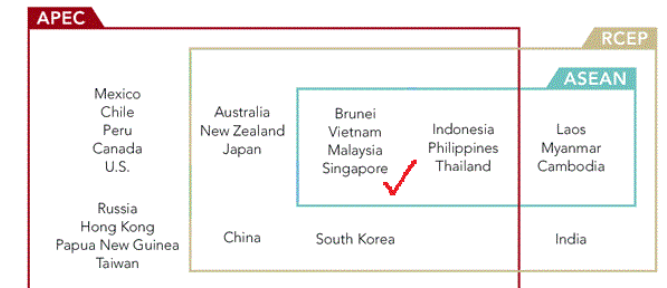 APEC
RCEP
ASEAN
Mexico
Chile
Peru
Canada
U.S.
Australia
New Zealand
Japan
Brunei
Vietnam
Malaysia
Singapore
Indonesia
Philippines
Thailand
Laos
Myanmar
Cambodia
Russia
Hong Kong
Papua New Guinea
Taiwan
China
South Korea
India